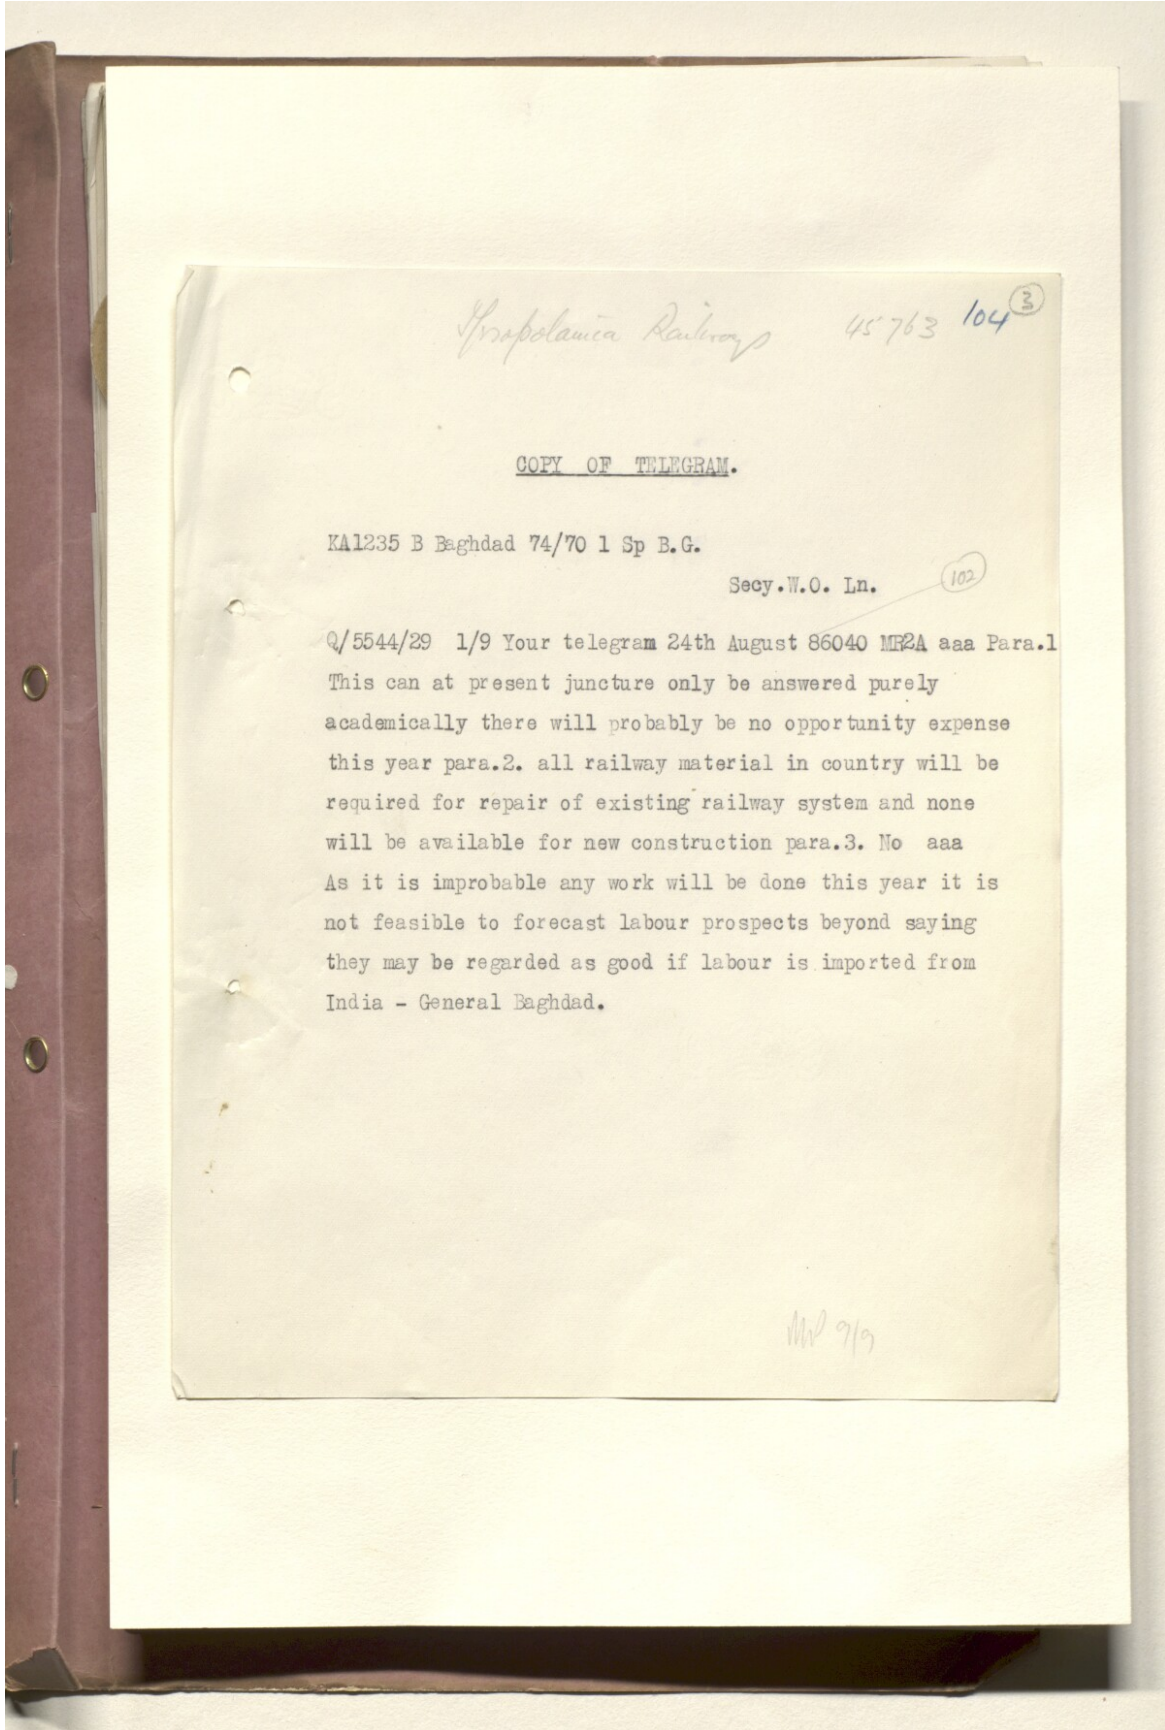 Mesopotamia Railways 45763 104 3
COPY OF TELEGRAM.
KA1235 B Baghdad 74/70 1 Sp B.G.
Secy.W.O. Ln. 102
Q/5544/29 1/9 Your telegram 24th August 86040 MR2A aaa Para.1
This can at present juncture only be answered purely
academically there will probably be no opportunity expense
this year para.2. all railway material in country will be
required for repair of existing railway system and none
will be available for new construction para.3. No aaa
As it is improbable any work will be done this year it is
not feasible to forecast labour prospects beyond saying
they may be regarded as good if labour is imported from
India - General Baghdad.
9/9